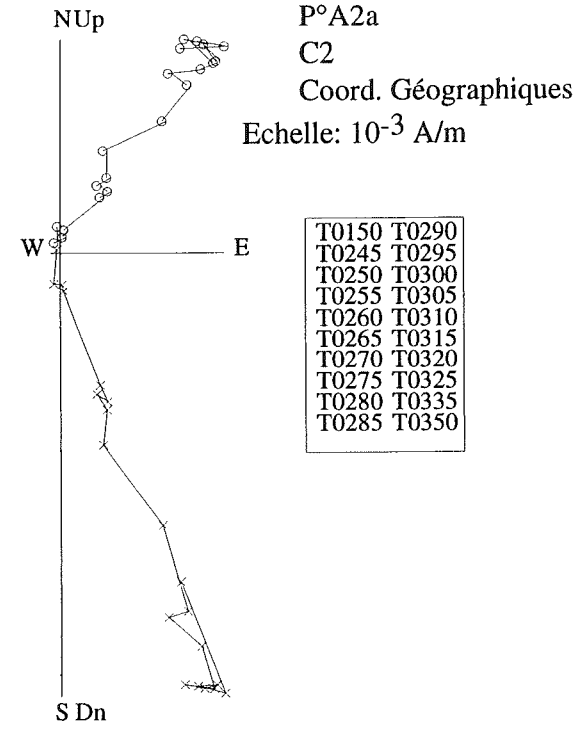 NUp
P°A2a
C2
Coord. Géographiques
Echelle: 10-3 A/m
W
E
T0150 T0290
T0245 T0295
T0250 T0300
T0255 T0305
T0260 T0310
T0265 T0315
T0270 T0320
T0275 T0325
T0280 T0335
T0285 T0350
S Dn